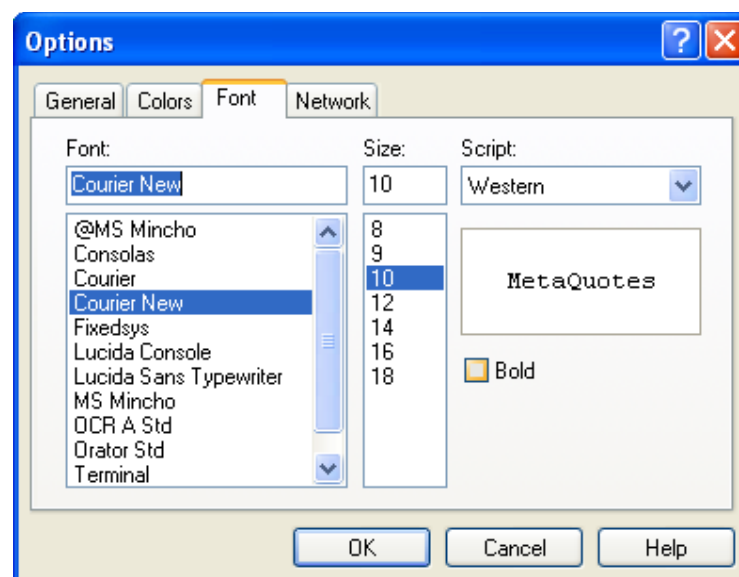 Options
General Colors Font Network
Font: Size: Script:
Courier New 10 Western
@MS Mincho
Consolas
Courier
Courier New
Fixedsys
Lucida Console
Lucida Sans Typewriter
MS Mincho
OCR A Std
Orator Std
Terminal
8
9
10
12
14
16
18
MetaQuotes
Bold
OK Cancel Help